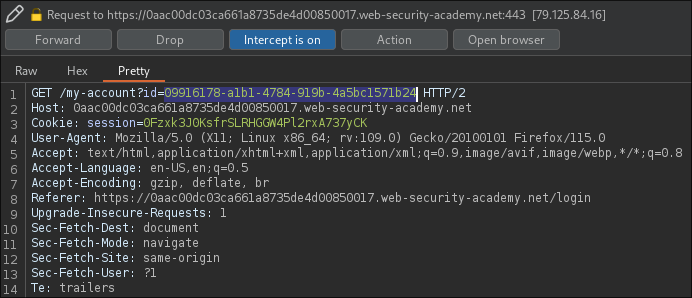 Request to https://0aac00dc03ca661a8735de4d00850017.web-security-academy.net:443 [79.125.84.16]
Forward Drop Intercept is on Action Open browser
Raw Hex Pretty
1 GET /my-account?id=09916178-a1b1-4784-919b-4a5bc1571b24 HTTP/2
2 Host: 0aac00dc03ca661a8735de4d00850017.web-security-academy.net
3 Cookie: session=0Fzxk3JOKsfrSLRHGGW4Pl2rxA737yCK
4 User-Agent: Mozilla/5.0 (X11; Linux x86_64; rv:109.0) Gecko/20100101 Firefox/115.0
5 Accept: text/html,application/xhtml+xml,application/xml;q=0.9,image/avif,image/webp,*/*;q=0.8
6 Accept-Language: en-US,en;q=0.5
7 Accept-Encoding: gzip, deflate, br
8 Referer: https://0aac00dc03ca661a8735de4d00850017.web-security-academy.net/login
9 Upgrade-Insecure-Requests: 1
10 Sec-Fetch-Dest: document
11 Sec-Fetch-Mode: navigate
12 Sec-Fetch-Site: same-origin
13 Sec-Fetch-User: ?1
14 Te: trailers